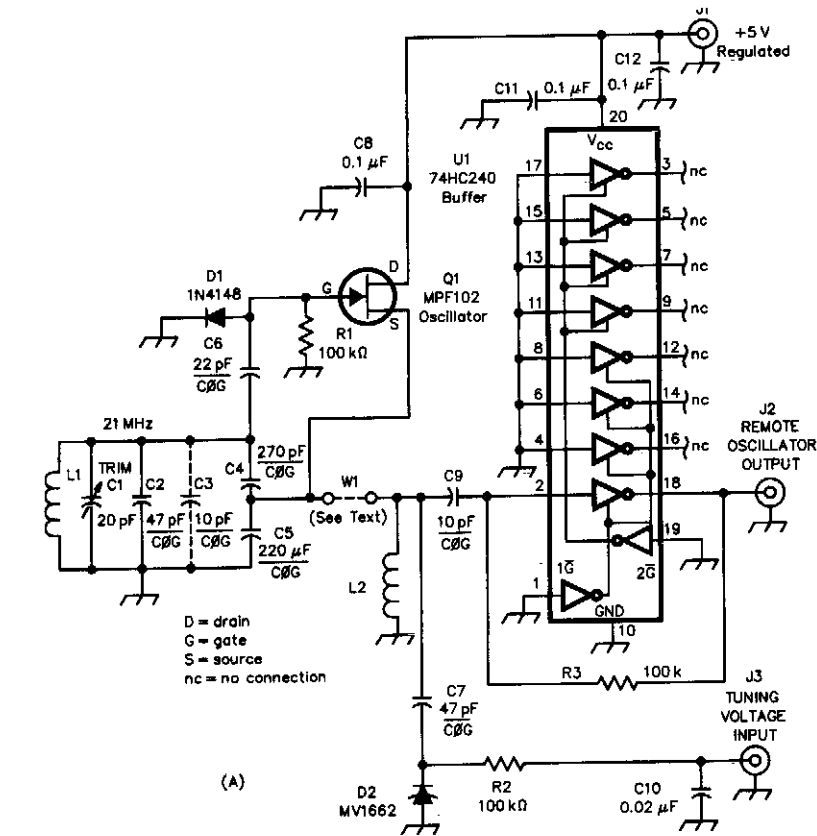 J1
+5 V
Regulated
C12
0.1 µF
C11
0.1 µF
20
Vcc
C8
0.1 µF
U1
74HC240
Buffer
17
3
nc
15
5
nc
13
7
nc
11
9
nc
8
12
nc
6
14
nc
4
16
nc
2
18
19
1G
2G
1
GND
10
D1
1N4148
G
D
S
Q1
MPF102
Oscillator
R1
100 kΩ
C6
22 pF
CØG
21 MHz
L1
TRIM
C1
20 pF
C2
47 pF
CØG
C3
10 pF
CØG
C4
270 pF
CØG
C5
220 µF
CØG
W1
(See Text)
C9
10 pF
CØG
L2
J2
REMOTE
OSCILLATOR
OUTPUT
D = drain
G = gate
S = source
nc = no connection
R3
100 k
C7
47 pF
CØG
J3
TUNING
VOLTAGE
INPUT
(A)
D2
MV1662
R2
100 kΩ
C10
0.02 µF